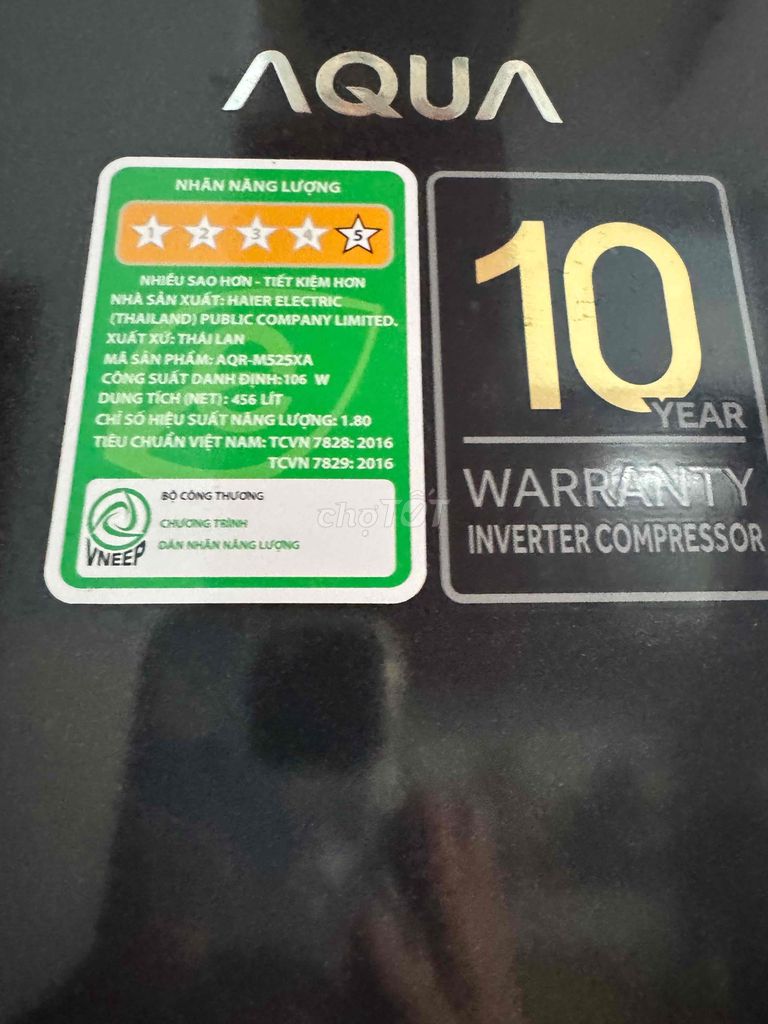 AQUA
NHÃN NĂNG LƯỢNG
1 2 3 4 5
NHIỀU SAO HƠN - TIẾT KIỆM HƠN
NHÀ SẢN XUẤT: HAIER ELECTRIC
(THAILAND) PUBLIC COMPANY LIMITED.
XUẤT XỨ: THÁI LAN
MÃ SẢN PHẨM: AQR-M525XA
CÔNG SUẤT DANH ĐỊNH: 106 W
DUNG TÍCH (NET): 456 LÍT
CHỈ SỐ HIỆU SUẤT NĂNG LƯỢNG: 1.80
TIÊU CHUẨN VIỆT NAM: TCVN 7828: 2016
TCVN 7829: 2016
VNEEP
BỘ CÔNG THƯƠNG
CHƯƠNG TRÌNH
DÁN NHÃN NĂNG LƯỢNG
10
YEAR
WARRANTY
INVERTER COMPRESSOR
chợTỐT